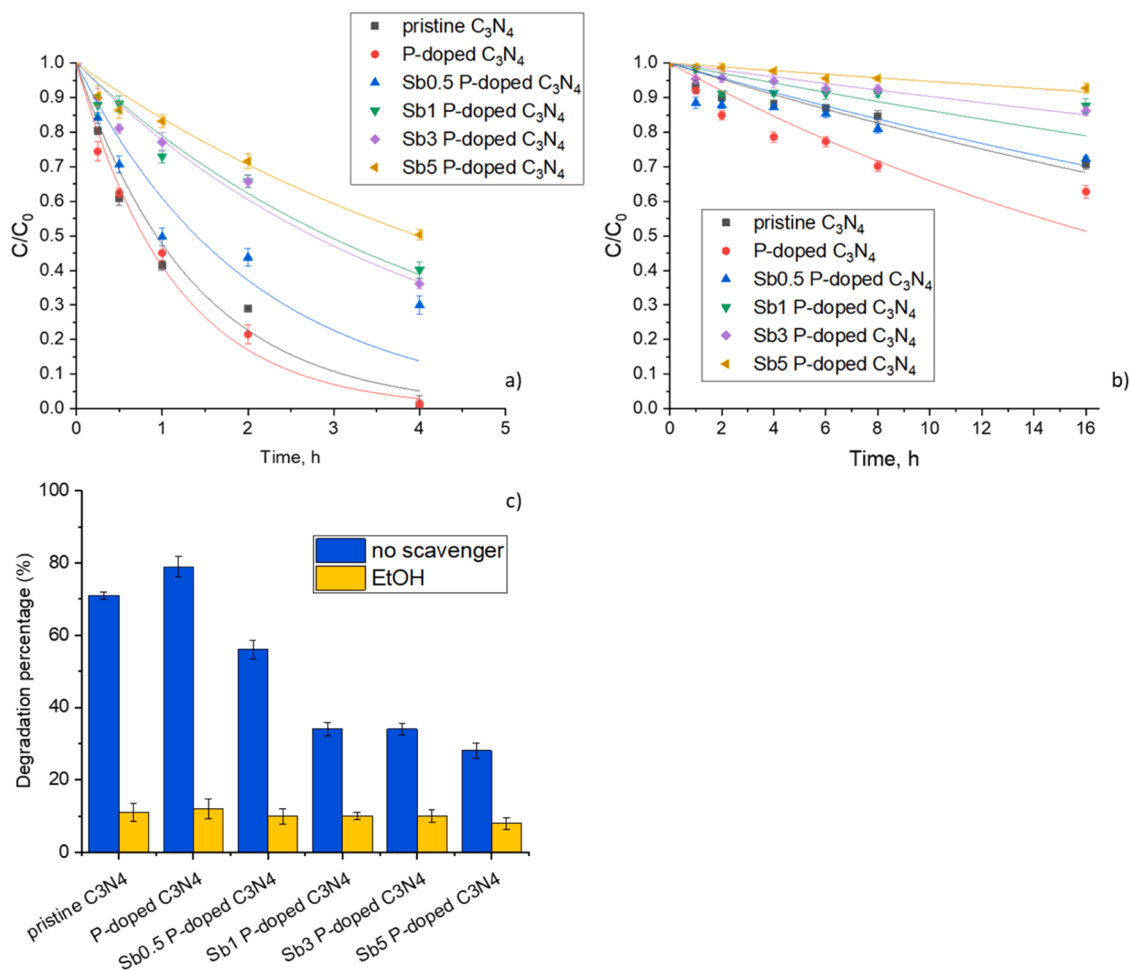 pristine C₃N₄
P-doped C₃N₄
Sb0.5 P-doped C₃N₄
Sb1 P-doped C₃N₄
Sb3 P-doped C₃N₄
Sb5 P-doped C₃N₄
1.0
0.9
0.8
0.7
0.6
0.5
0.4
0.3
0.2
0.1
0.0
C/C₀
0 1 2 3 4 5
Time, h
a)
1.0
0.9
0.8
0.7
0.6
0.5
0.4
0.3
0.2
0.1
0.0
C/C₀
pristine C₃N₄
P-doped C₃N₄
Sb0.5 P-doped C₃N₄
Sb1 P-doped C₃N₄
Sb3 P-doped C₃N₄
Sb5 P-doped C₃N₄
0 2 4 6 8 10 12 14 16
Time, h
b)
c)
100
80
60
40
20
0
Degradation percentage (%)
no scavenger
EtOH
pristine C3N4
P-doped C3N4
Sb0.5 P-doped C3N4
Sb1 P-doped C3N4
Sb3 P-doped C3N4
Sb5 P-doped C3N4